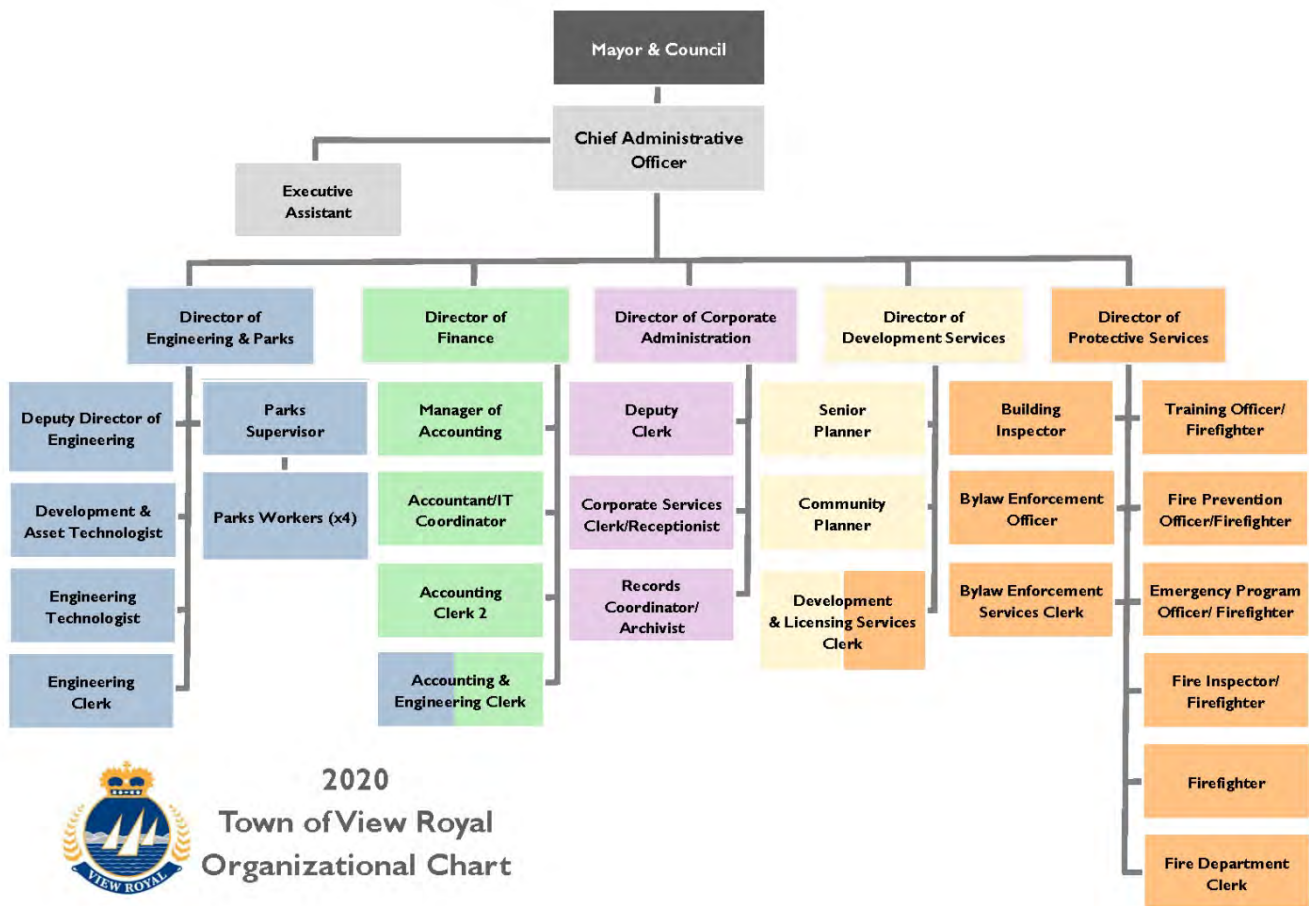 Mayor & Council
Chief Administrative
Officer
Executive
Assistant
Director of
Engineering & Parks
Director of
Finance
Director of Corporate
Administration
Director of
Development Services
Director of
Protective Services
Deputy Director of
Engineering
Parks
Supervisor
Manager of
Accounting
Deputy
Clerk
Senior
Planner
Building
Inspector
Training Officer/
Firefighter
Development &
Asset Technologist
Parks Workers (x4)
Accountant/IT
Coordinator
Corporate Services
Clerk/Receptionist
Community
Planner
Bylaw Enforcement
Officer
Fire Prevention
Officer/Firefighter
Engineering
Technologist
Accounting
Clerk 2
Records
Coordinator/
Archivist
Development
& Licensing Services
Clerk
Bylaw Enforcement
Services Clerk
Emergency Program
Officer/ Firefighter
Engineering
Clerk
Accounting &
Engineering Clerk
Fire Inspector/
Firefighter
Firefighter
Fire Department
Clerk
2020
Town of View Royal
Organizational Chart
VIEW ROYAL